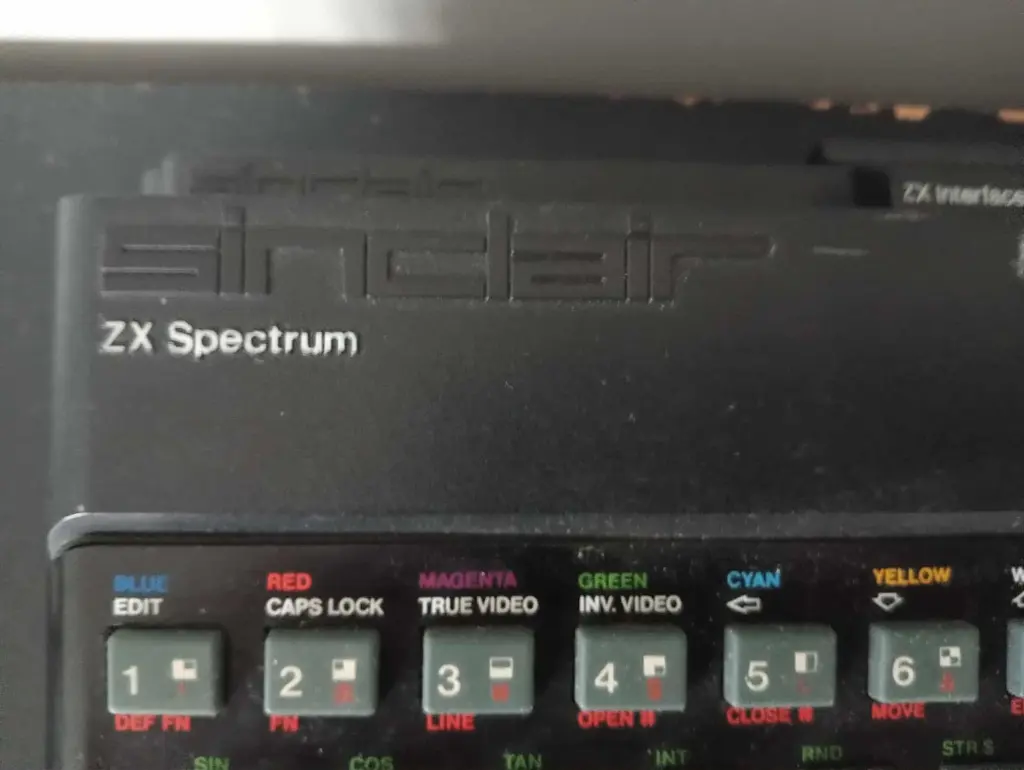 sinclair
ZX Interface
sinclair
ZX Spectrum
BLUE RED MAGENTA GREEN CYAN YELLOW
EDIT CAPS LOCK TRUE VIDEO INV. VIDEO
1 2 3 4 5 6
DEF FN FN LINE OPEN # CLOSE # MOVE
SIN COS TAN INT RND STR $